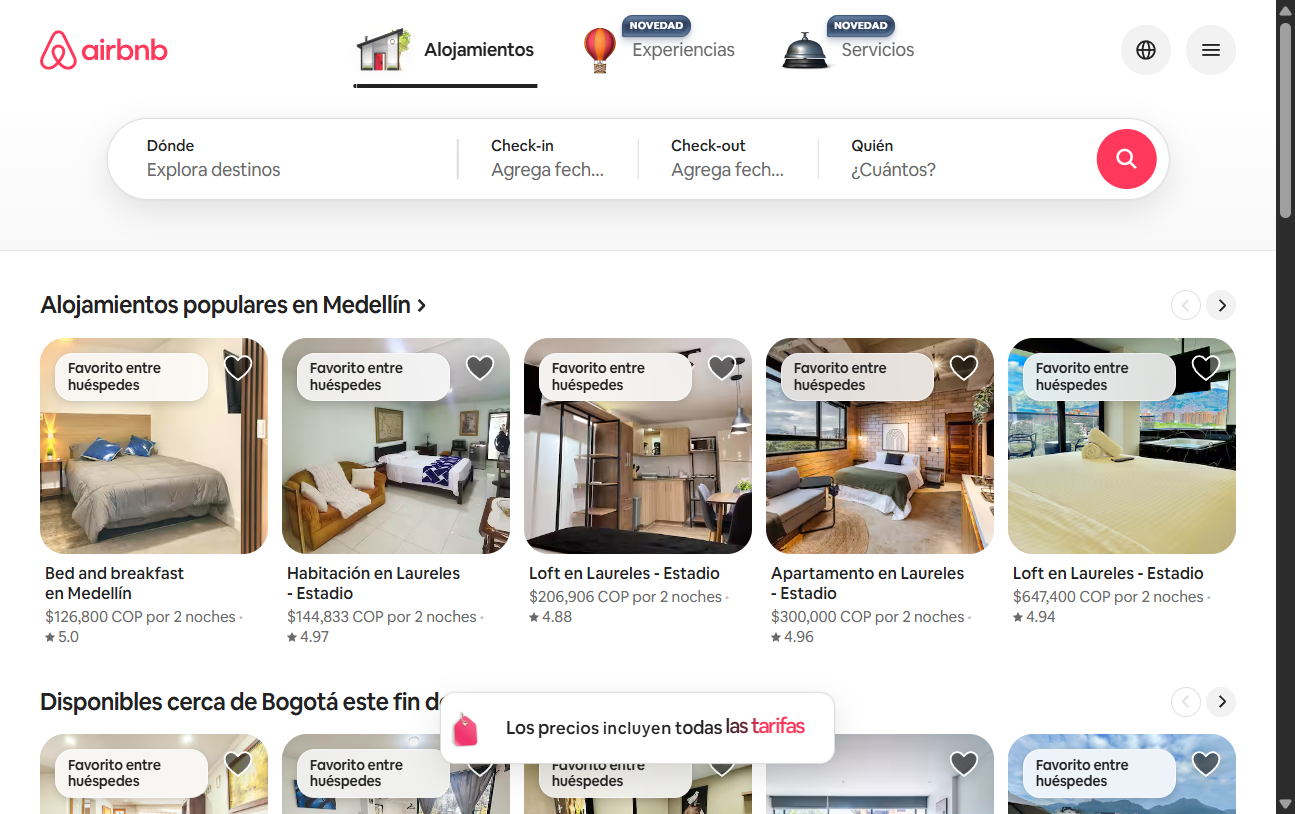 airbnb
Alojamientos
NOVEDAD
Experiencias
NOVEDAD
Servicios
Dónde
Explora destinos
Check-in
Agrega fech...
Check-out
Agrega fech...
Quién
¿Cuántos?
Alojamientos populares en Medellín
Favorito entre
huéspedes
Favorito entre
huéspedes
Favorito entre
huéspedes
Favorito entre
huéspedes
Favorito entre
huéspedes
Bed and breakfast
en Medellín
$126,800 COP por 2 noches ·
5.0
Habitación en Laureles
- Estadio
$144,833 COP por 2 noches ·
4.97
Loft en Laureles - Estadio
$206,906 COP por 2 noches ·
4.88
Apartamento en Laureles
- Estadio
$300,000 COP por 2 noches ·
4.96
Loft en Laureles - Estadio
$647,400 COP por 2 noches ·
4.94
Disponibles cerca de Bogotá este fin
Los precios incluyen todas las tarifas
Favorito entre
huéspedes
Favorito entre
huéspedes
Favorito entre
huéspedes
Favorito entre
huéspedes